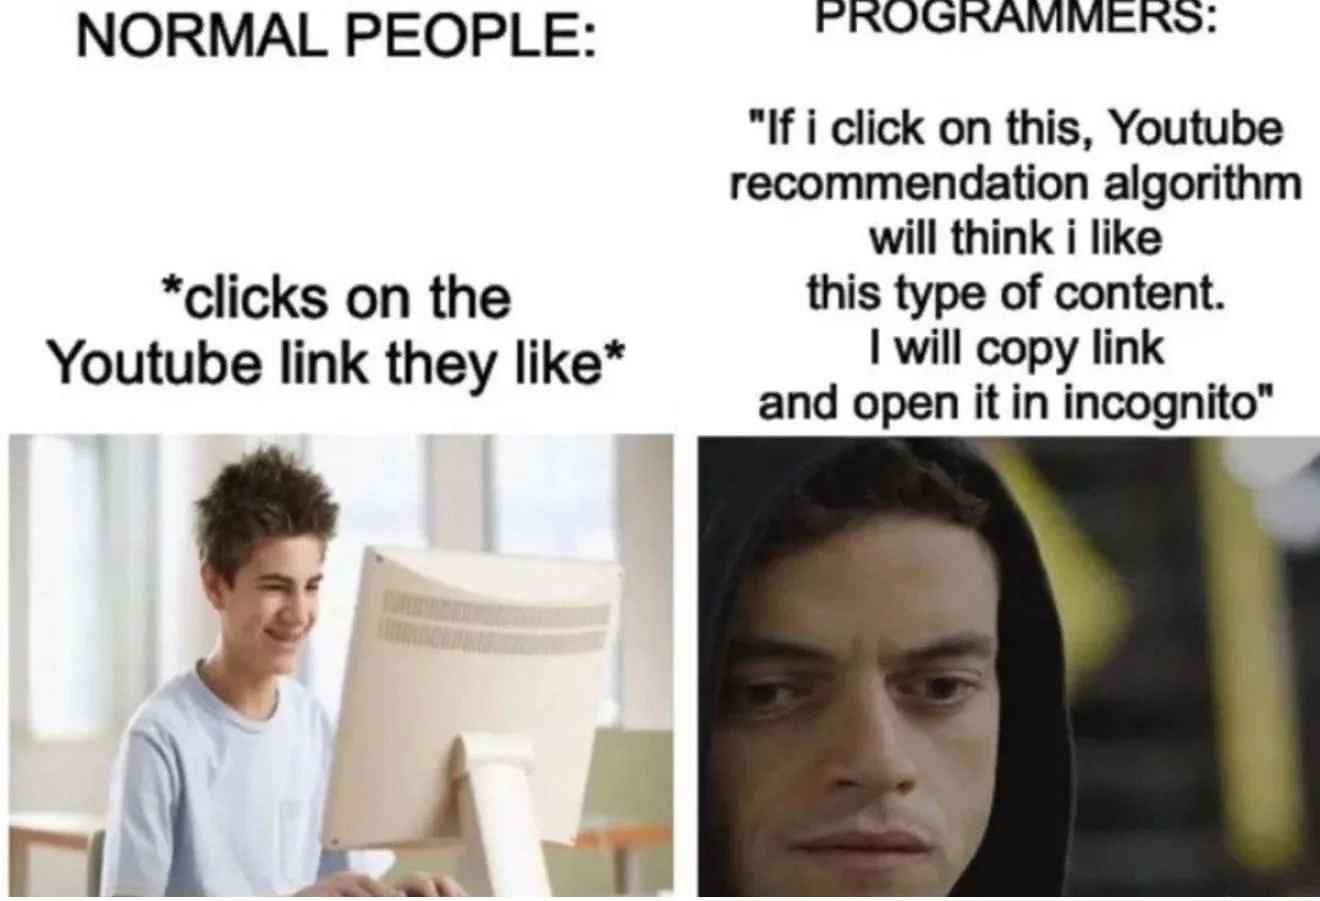 NORMAL PEOPLE:
*clicks on the
Youtube link they like*
PROGRAMMERS:
"If i click on this, Youtube
recommendation algorithm
will think i like
this type of content.
I will copy link
and open it in incognito"